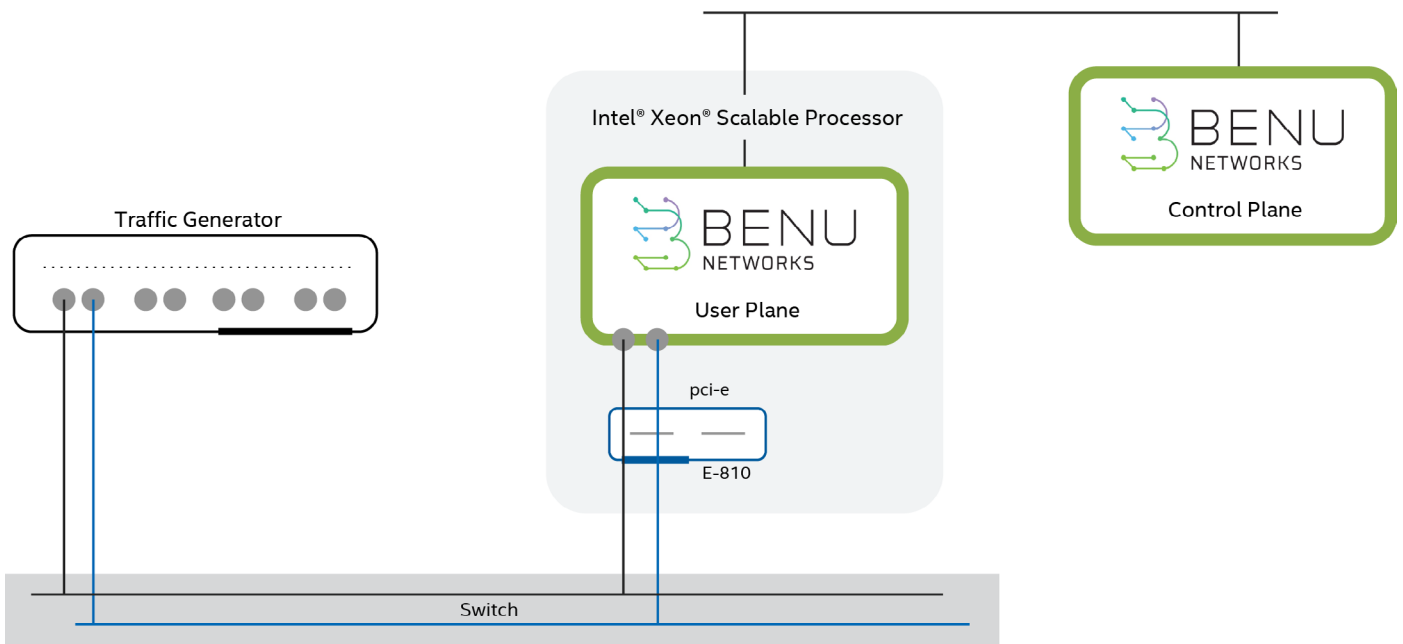 Intel® Xeon® Scalable Processor
BENU
NETWORKS
Control Plane
Traffic Generator
BENU
NETWORKS
User Plane
pci-e
E-810
Switch